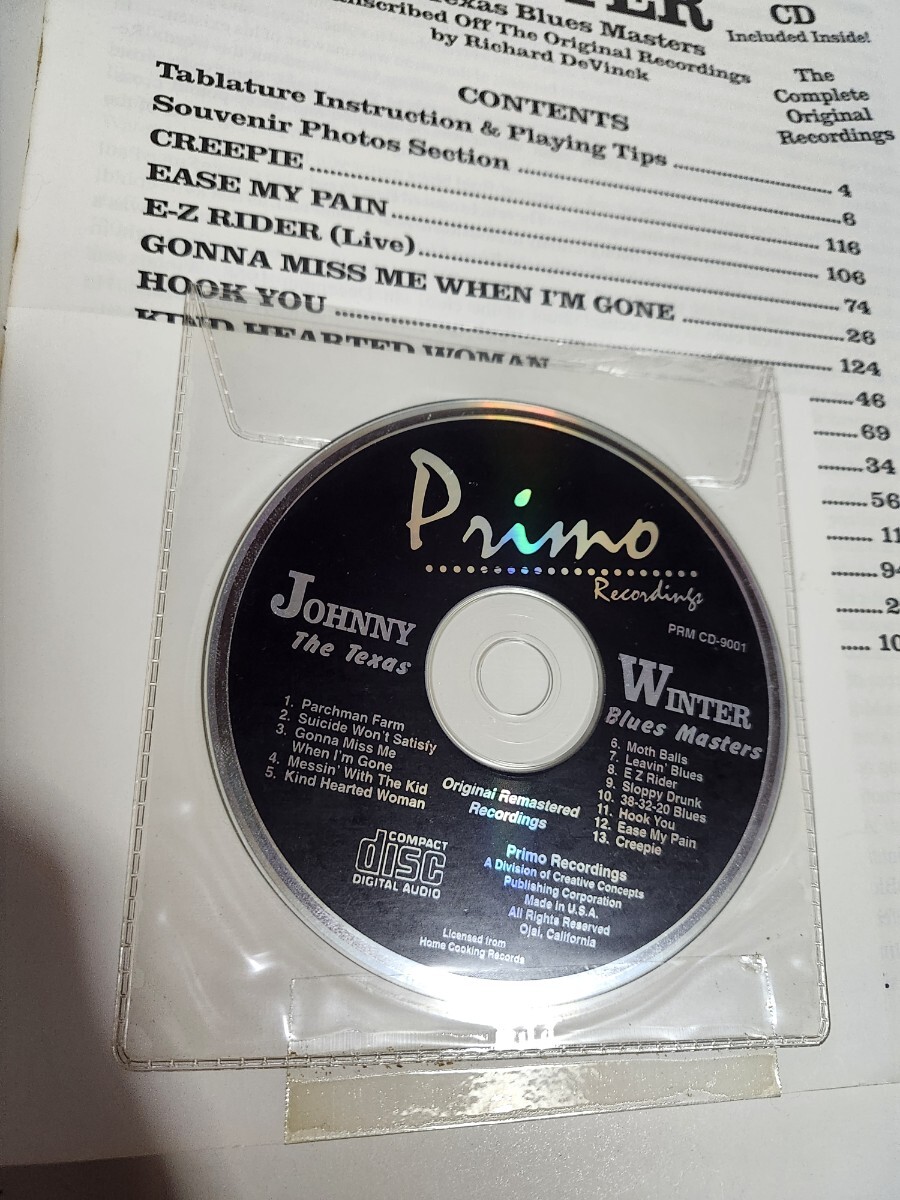 CD
Included Inside!
Texas Blues Masters
Off The Original Recordings
by Richard DeVinck
The
Complete
Original
Recordings
CONTENTS
Tablature Instruction & Playing Tips ........................ 4
Souvenir Photos Section ........................ 6
CREEPIE ........................ 116
EASE MY PAIN ........................ 106
E-Z RIDER (Live) ........................ 74
GONNA MISS ME WHEN I'M GONE ........................ 26
HOOK YOU ........................ 124
KIND HEARTED WOMAN
........46
........69
........34
Primo
Recordings
PRM CD-9001
JOHNNY
The Texas
WINTER
Blues Masters
1. Parchman Farm
2. Suicide Won't Satisfy
3. Gonna Miss Me
When I'm Gone
4. Messin' With The Kid
5. Kind Hearted Woman
6. Moth Balls
7. Leavin' Blues
8. E Z Rider
9. Sloppy Drunk
10. 38-32-20 Blues
11. Hook You
12. Ease My Pain
13. Creepie
Original Remastered
Recordings
COMPACT
disc
DIGITAL AUDIO
Primo Recordings
A Division of Creative Concepts
Publishing Corporation
Made in U.S.A.
All Rights Reserved
Ojai, California
Licensed from
Home Cooking Records